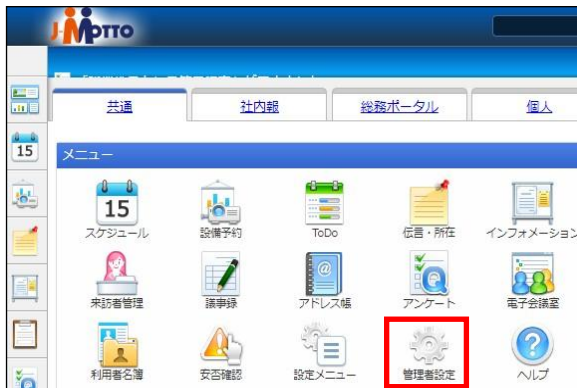 J-MOTTO
共通
社内報
総務ポータル
個人
15
メニュー
15
スケジュール
設備予約
ToDo
伝言・所在
インフォメーション
来訪者管理
議事録
アドレス帳
アンケート
電子会議室
利用者名簿
安否確認
設定メニュー
管理者設定
ヘルプ